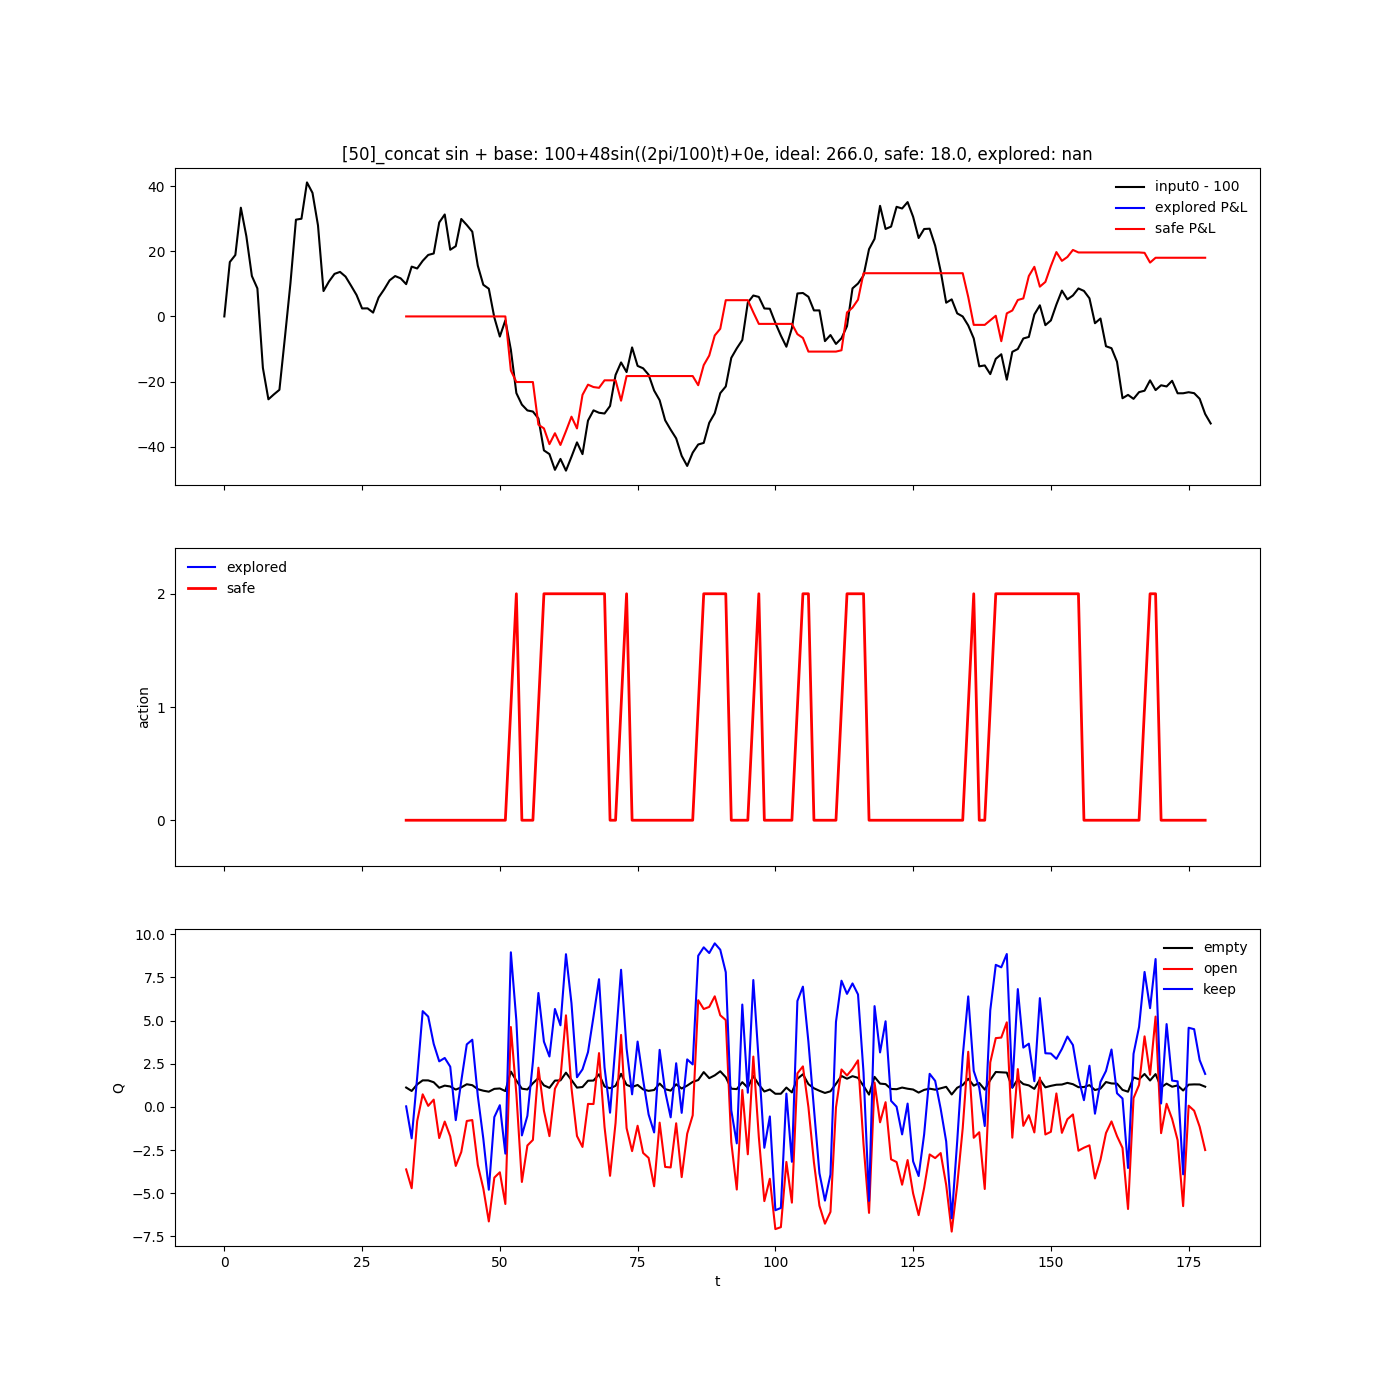 [50]_concat sin + base: 100+48sin((2pi/100)t)+0e, ideal: 266.0, safe: 18.0, explored: nan
40
20
0
−20
−40
input0 - 100
explored P&L
safe P&L
2
1
0
action
explored
safe
10.0
7.5
5.0
2.5
0.0
−2.5
−5.0
−7.5
Q
empty
open
keep
0 25 50 75 100 125 150 175
t